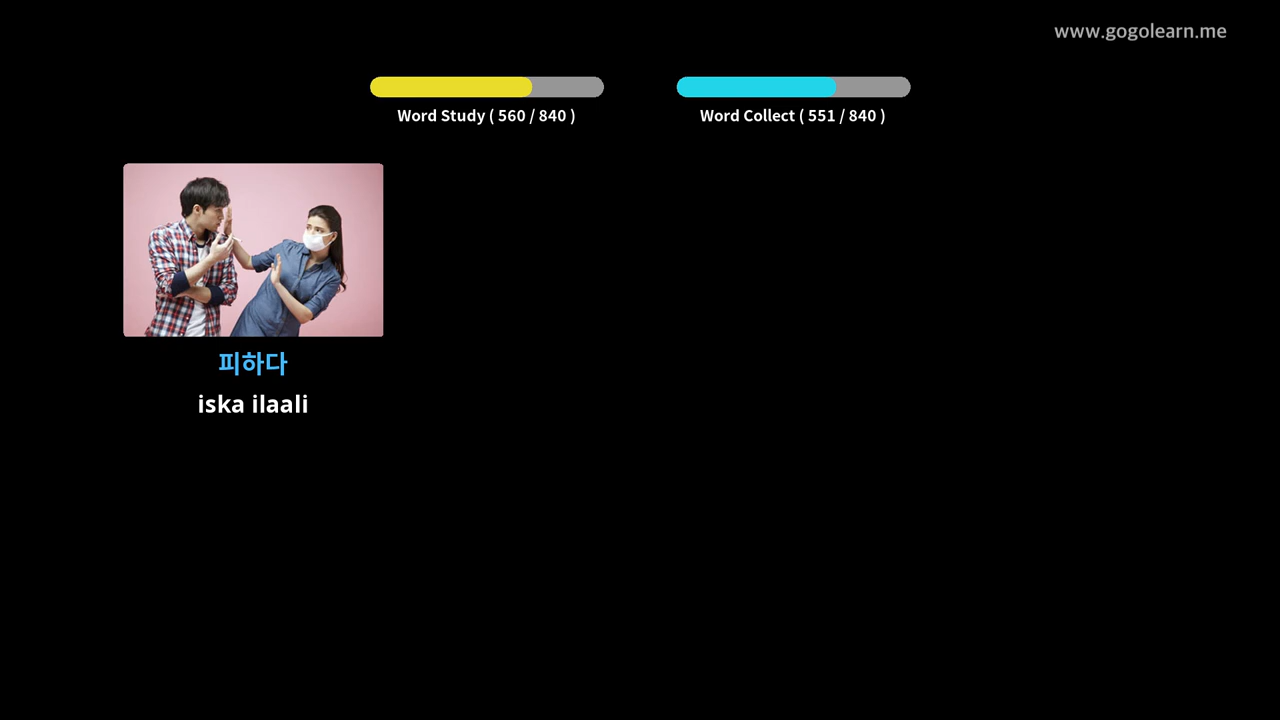 www.gogolearn.me
Word Study ( 560 / 840 )
Word Collect ( 551 / 840 )
피하다
iska ilaali